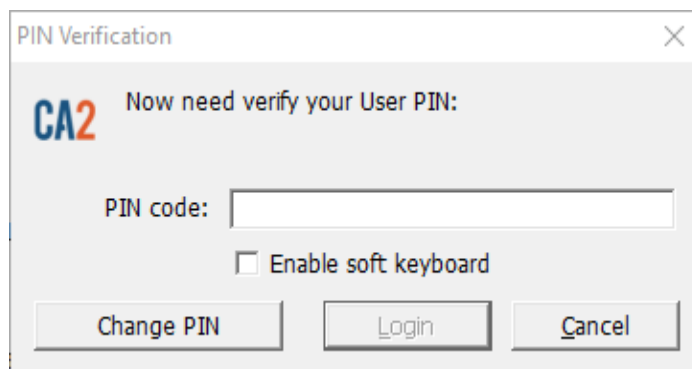 PIN Verification
CA2
Now need verify your User PIN:
PIN code:
Enable soft keyboard
Change PIN
Login
Cancel